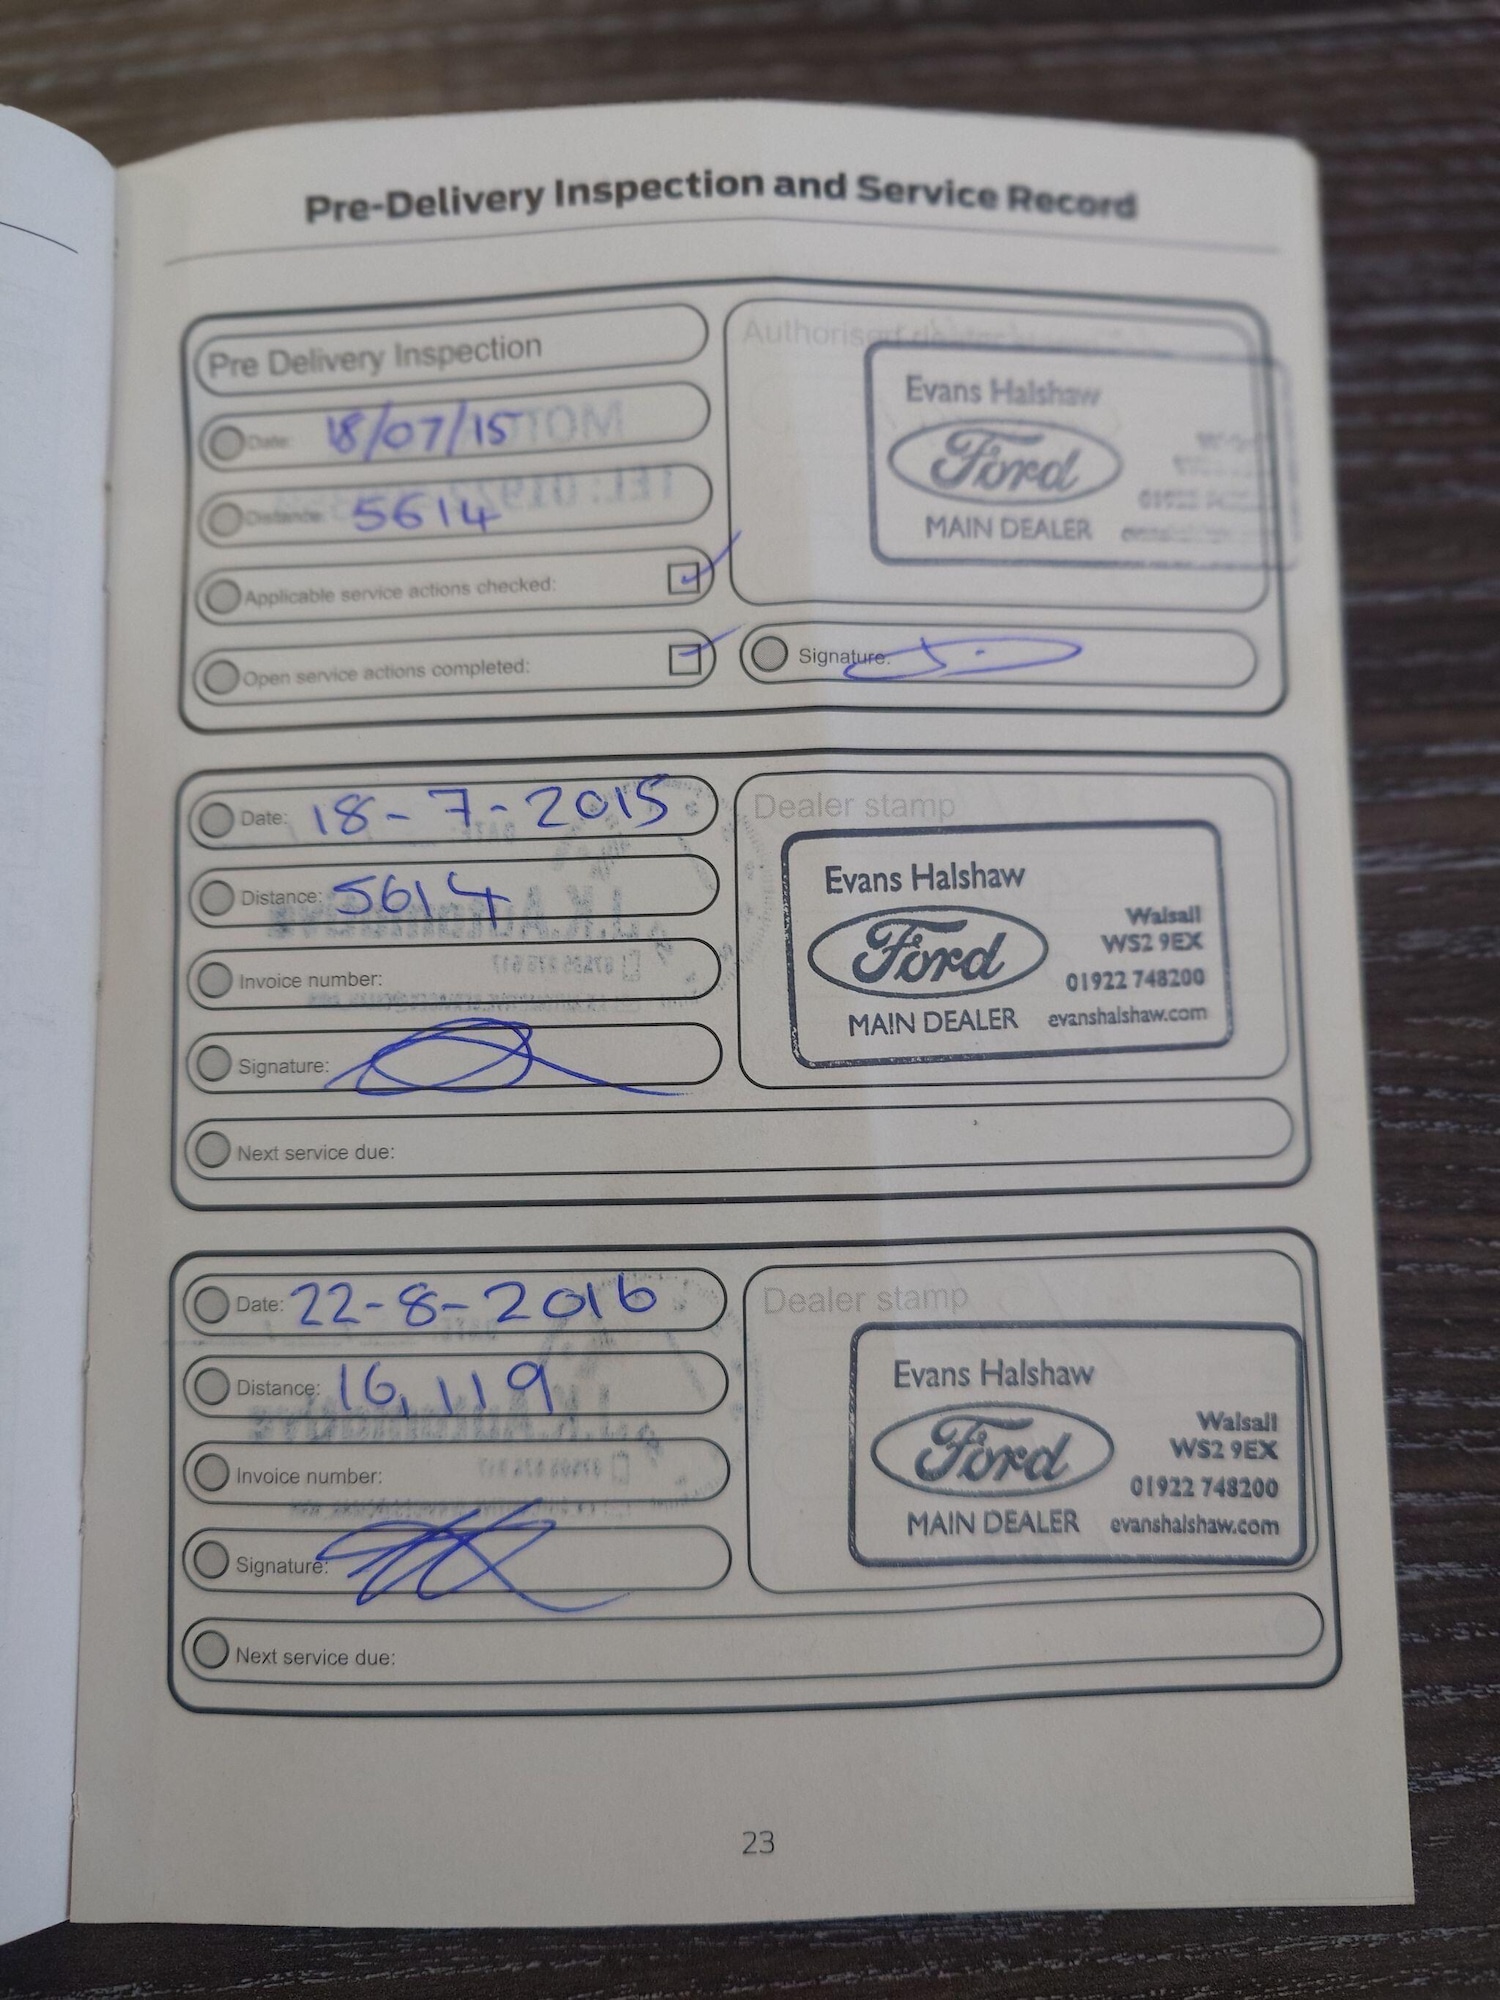 Pre-Delivery Inspection and Service Record
Pre Delivery Inspection
Date: 18/07/15
Distance: 5614
Applicable service actions checked:
Open service actions completed:
Authorised
Evans Halshaw
Ford
MAIN DEALER
01922
Signature:
Date: 18-7-2015
Distance: 5614
Invoice number:
Signature:
Next service due:
Dealer stamp
Evans Halshaw
Ford
MAIN DEALER
Walsall
WS2 9EX
01922 748200
evanshalshaw.com
Date: 22-8-2016
Distance: 16,119
Invoice number:
Signature:
Next service due:
Dealer stamp
Evans Halshaw
Ford
MAIN DEALER
Walsall
WS2 9EX
01922 748200
evanshalshaw.com
23